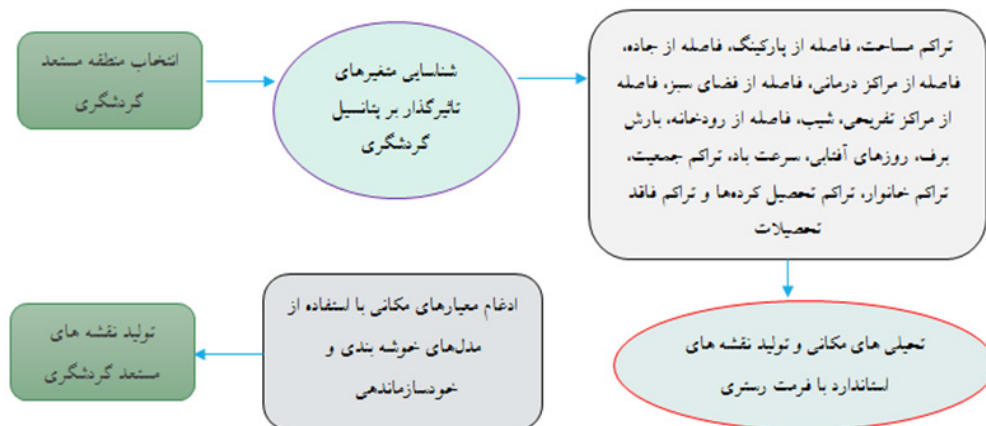 انتخاب منطقه مستعد
گردشگری
شناسایی متغیرهای
تاثیرگذار بر پتانسیل
گردشگری
تراکم مساحت، فاصله از پارکینگ، فاصله از جاده،
فاصله از مراکز درمانی، فاصله از فضای سبز، فاصله
از مراکز تفریحی، شیب، فاصله از رودخانه، بارش
برف، روزهای آفتابی، سرعت باد، تراکم جمعیت،
تراکم خانوار، تراکم تحصیل کرده‌ها و تراکم فاقد
تحصیلات
تحیلی های مکانی و تولید نقشه های
استاندارد با فرمت رستری
ادغام معیارهای مکانی با استفاده از
مدل‌های خوشه بندی و
خودسازماندهی
تولید نقشه های
مستعد گردشگری